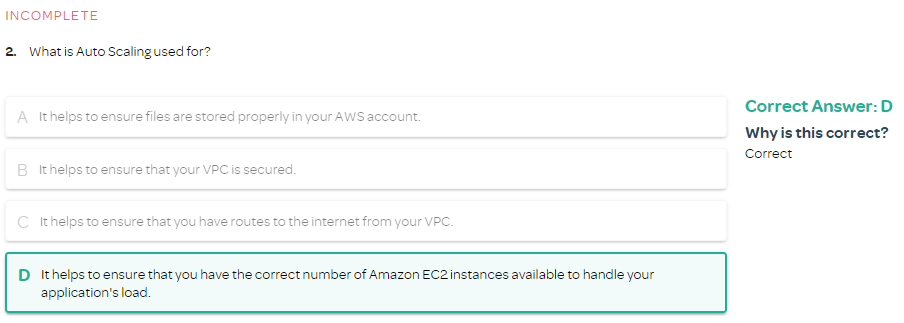 INCOMPLETE
2. What is Auto Scaling used for?
A It helps to ensure files are stored properly in your AWS account.
B It helps to ensure that your VPC is secured.
C It helps to ensure that you have routes to the internet from your VPC.
D It helps to ensure that you have the correct number of Amazon EC2 instances available to handle your
application's load.
Correct Answer: D
Why is this correct?
Correct